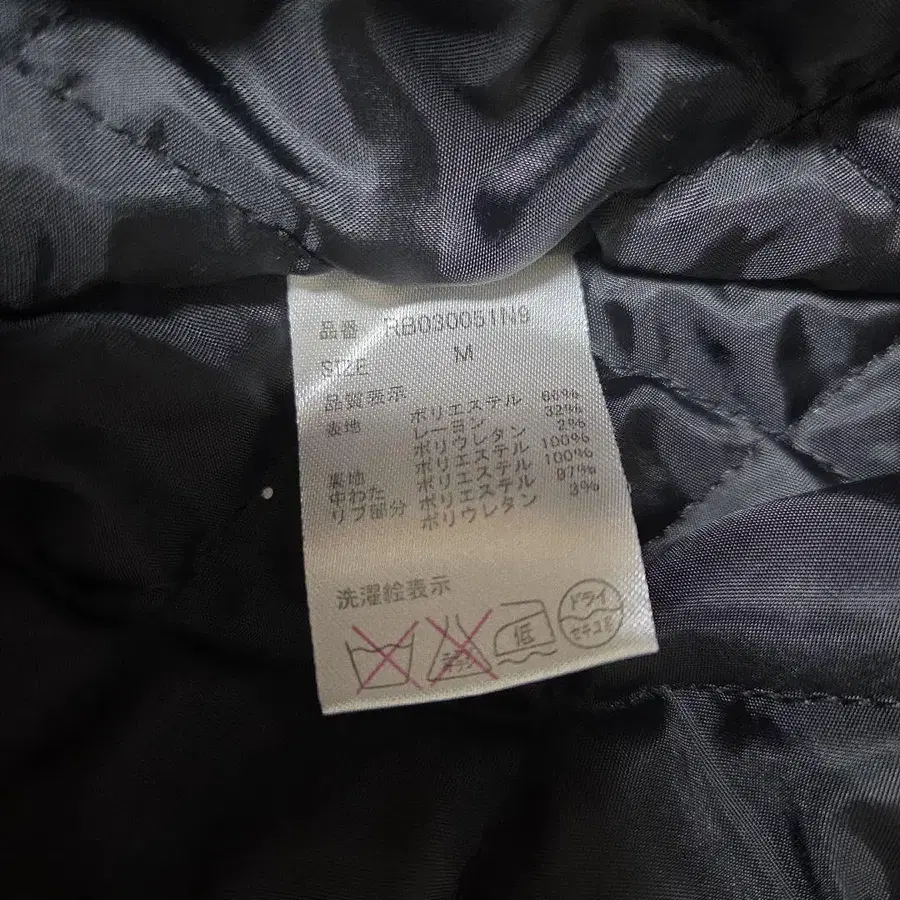 品番 RB030051N9
SIZE M
品質表示
表地 ポリエステル 66%
レーヨン 32%
ポリウレタン 2%
裏地 ポリエステル 100%
中わた ポリエステル 100%
リブ部分 ポリエステル 97%
ポリウレタン 3%
洗濯絵表示
低
ドライ
セキユ系